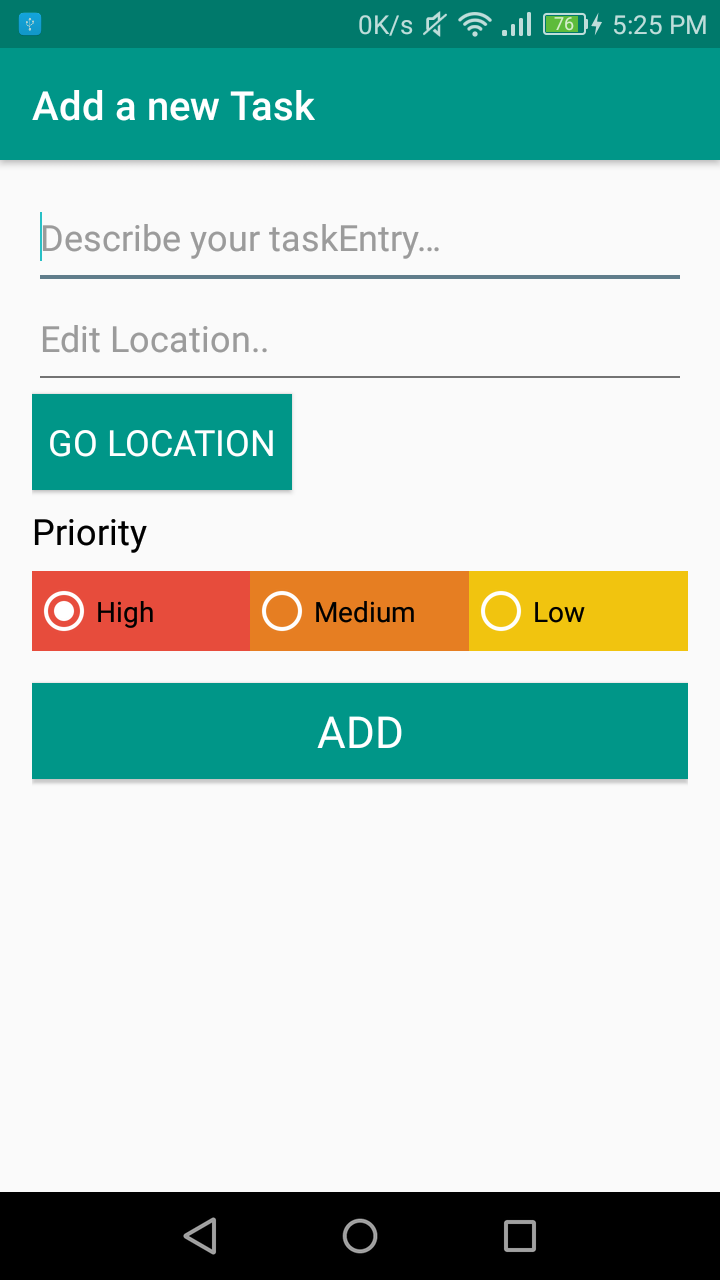 0K/s 76 5:25 PM
Add a new Task
Describe your taskEntry...
Edit Location..
GO LOCATION
Priority
High Medium Low
ADD